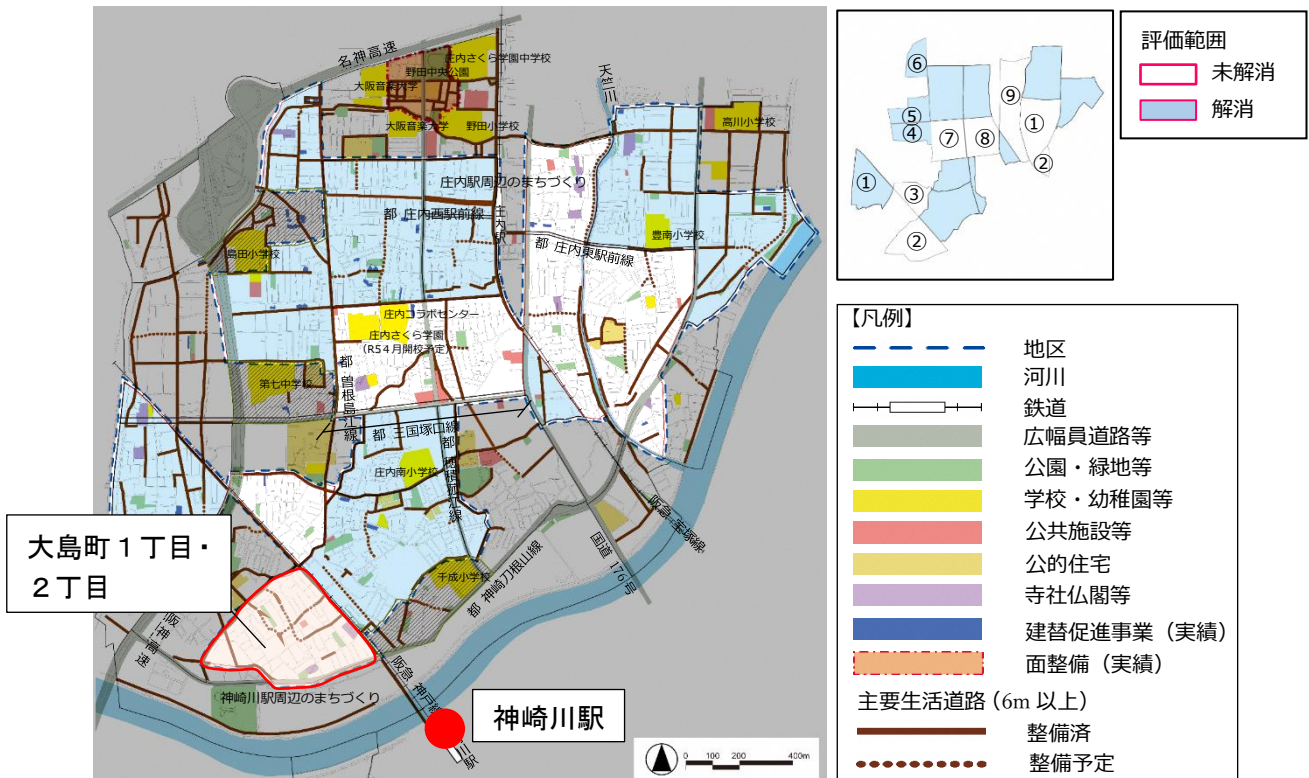 名神高速
庄内さくら学園中学校
野田中央公園
大阪音楽大学
大阪音楽大学
野田小学校
天竺川
高川小学校
庄内駅周辺のまちづくり
都 庄内西駅前線
庄内駅
都 庄内東駅前線
豊南小学校
島田小学校
庄内コラボセンター
庄内さくら学園
(R5４月開校予定)
第七中学校
都 曽根島江線
都 三国塚口線
庄内南小学校
都 穂積菰江線
阪急 宝塚線
国道 176号
千成小学校
都 神崎刀根山線
大島町１丁目・
２丁目
阪神高速
神崎川駅周辺のまちづくり
阪急 神戸線
川駅
神崎川駅
0 100 200 400m
⑥
⑨
⑤
④
⑦
⑧
①
②
①
③
②
評価範囲
未解消
解消
【凡例】
地区
河川
鉄道
広幅員道路等
公園・緑地等
学校・幼稚園等
公共施設等
公的住宅
寺社仏閣等
建替促進事業（実績）
面整備（実績）
主要生活道路（6m 以上）
整備済
整備予定